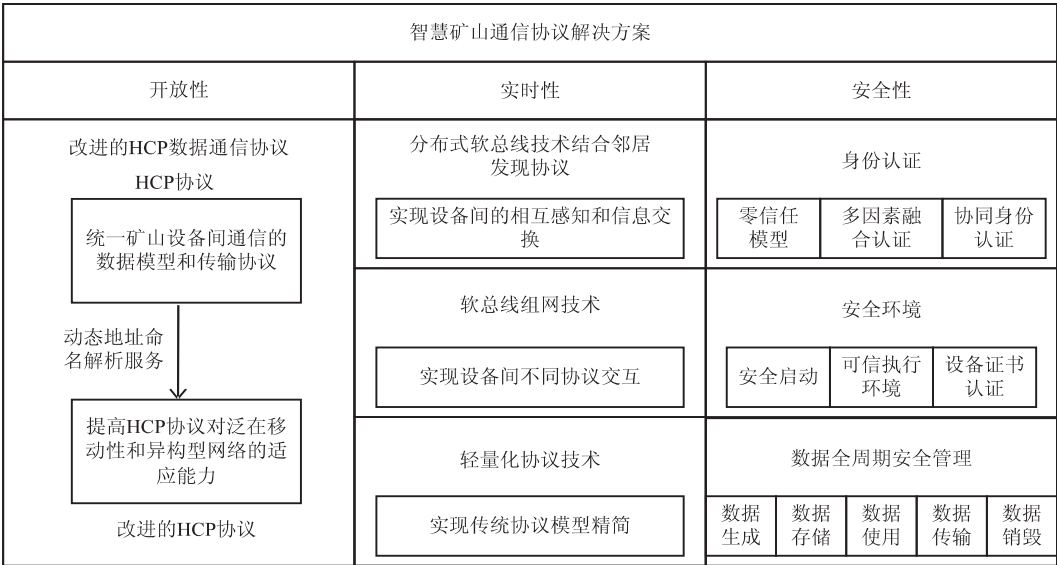 智慧矿山通信协议解决方案
开放性
实时性
安全性
改进的HCP数据通信协议
HCP协议
统一矿山设备间通信的
数据模型和传输协议
动态地址命
名解析服务
提高HCP协议对泛在移
动性和异构型网络的适
应能力
改进的HCP协议
分布式软总线技术结合邻居
发现协议
实现设备间的相互感知和信息交
换
软总线组网技术
实现设备间不同协议交互
轻量化协议技术
实现传统协议模型精简
身份认证
零信任
模型
多因素融
合认证
协同身份
认证
安全环境
安全启动
可信执行
环境
设备证书
认证
数据全周期安全管理
数据
生成
数据
存储
数据
使用
数据
传输
数据
销毁